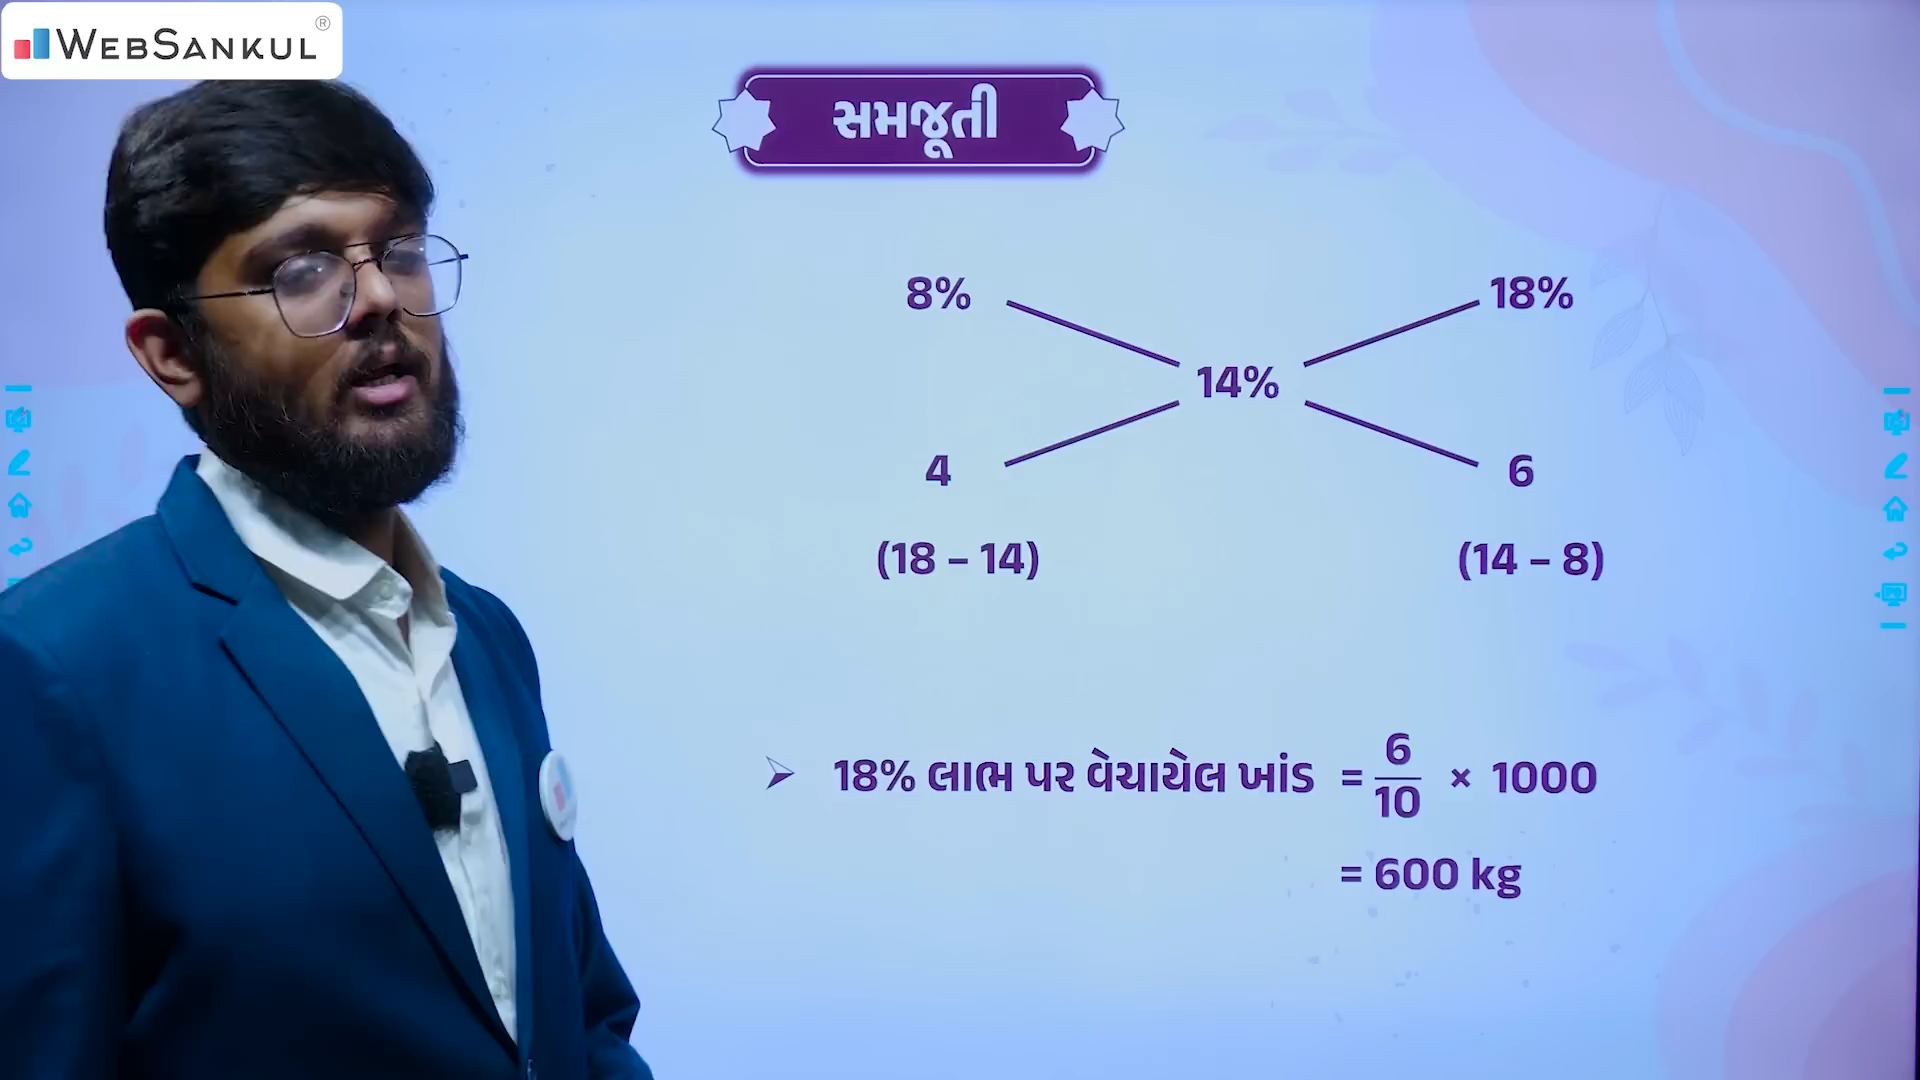 WEBSANKUL®
સમજૂતી
8% 18%
14%
4 6
(18 – 14) (14 – 8)
➢ 18% લાભ પર વેચાયેલ ખાંડ = 6/10 × 1000
= 600 kg